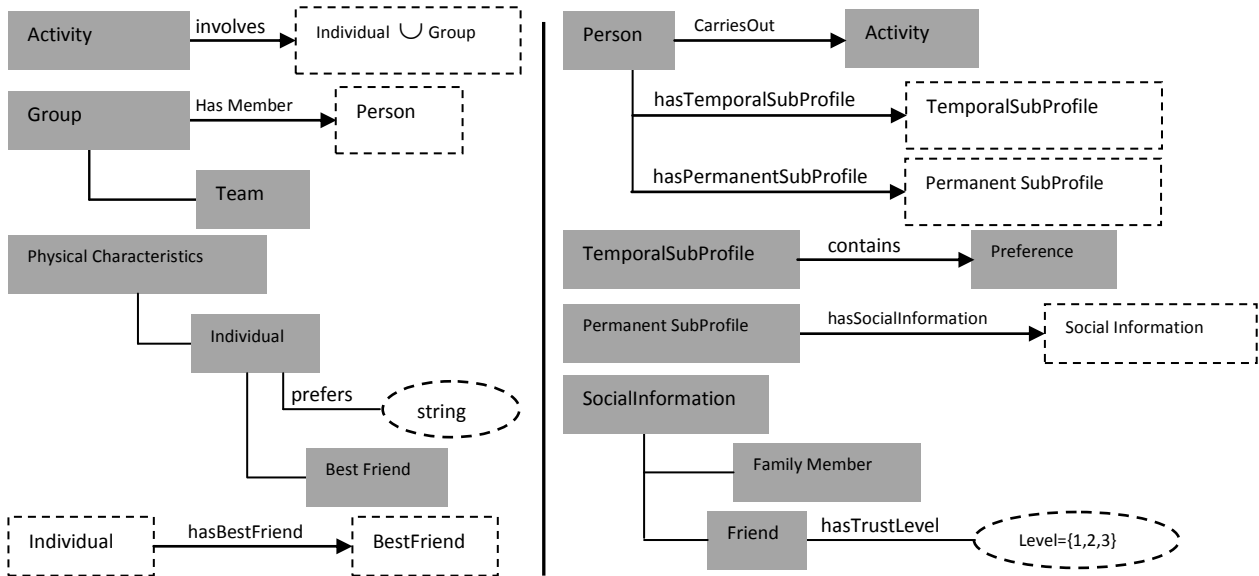 Activity
involves
Individual ∪ Group
Group
Has Member
Person
Team
Physical Characteristics
Individual
prefers
string
Best Friend
Individual
hasBestFriend
BestFriend
Person
CarriesOut
Activity
hasTemporalSubProfile
TemporalSubProfile
hasPermanentSubProfile
Permanent SubProfile
TemporalSubProfile
contains
Preference
Permanent SubProfile
hasSocialInformation
Social Information
SocialInformation
Family Member
Friend
hasTrustLevel
Level={1,2,3}